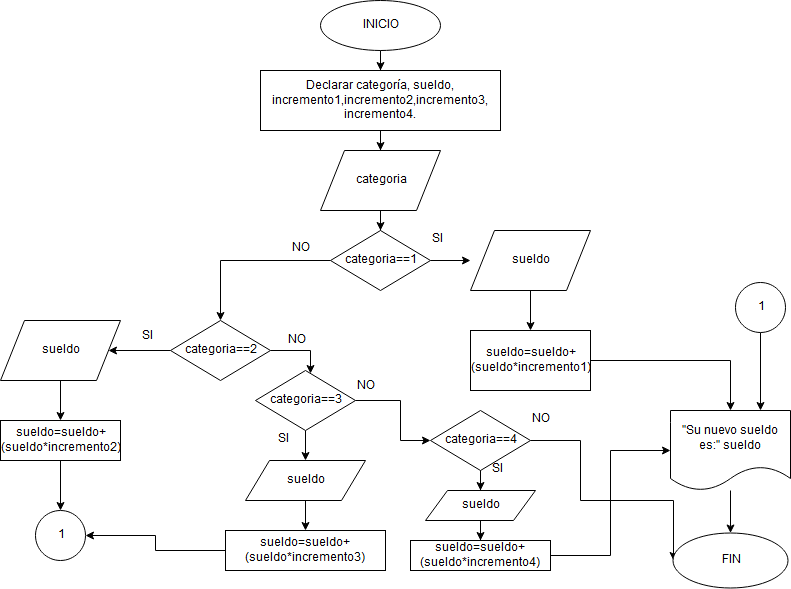 INICIO
Declarar categoría, sueldo,
incremento1,incremento2,incremento3,
incremento4.
categoria
categoria==1
SI
NO
sueldo
sueldo=sueldo+
(sueldo*incremento1)
1
categoria==2
SI
NO
sueldo
sueldo=sueldo+
(sueldo*incremento2)
1
categoria==3
NO
SI
sueldo
sueldo=sueldo+
(sueldo*incremento3)
categoria==4
NO
SI
sueldo
sueldo=sueldo+
(sueldo*incremento4)
"Su nuevo sueldo
es:" sueldo
FIN